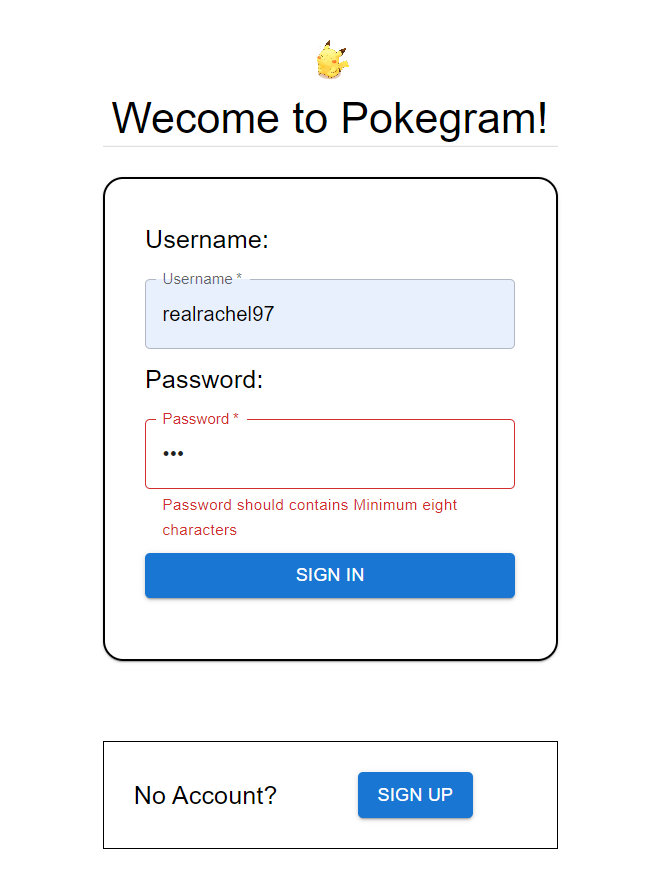 Wecome to Pokegram!
Username:
Username *
realrachel97
Password:
Password *
•••
Password should contains Minimum eight
characters
SIGN IN
No Account?
SIGN UP